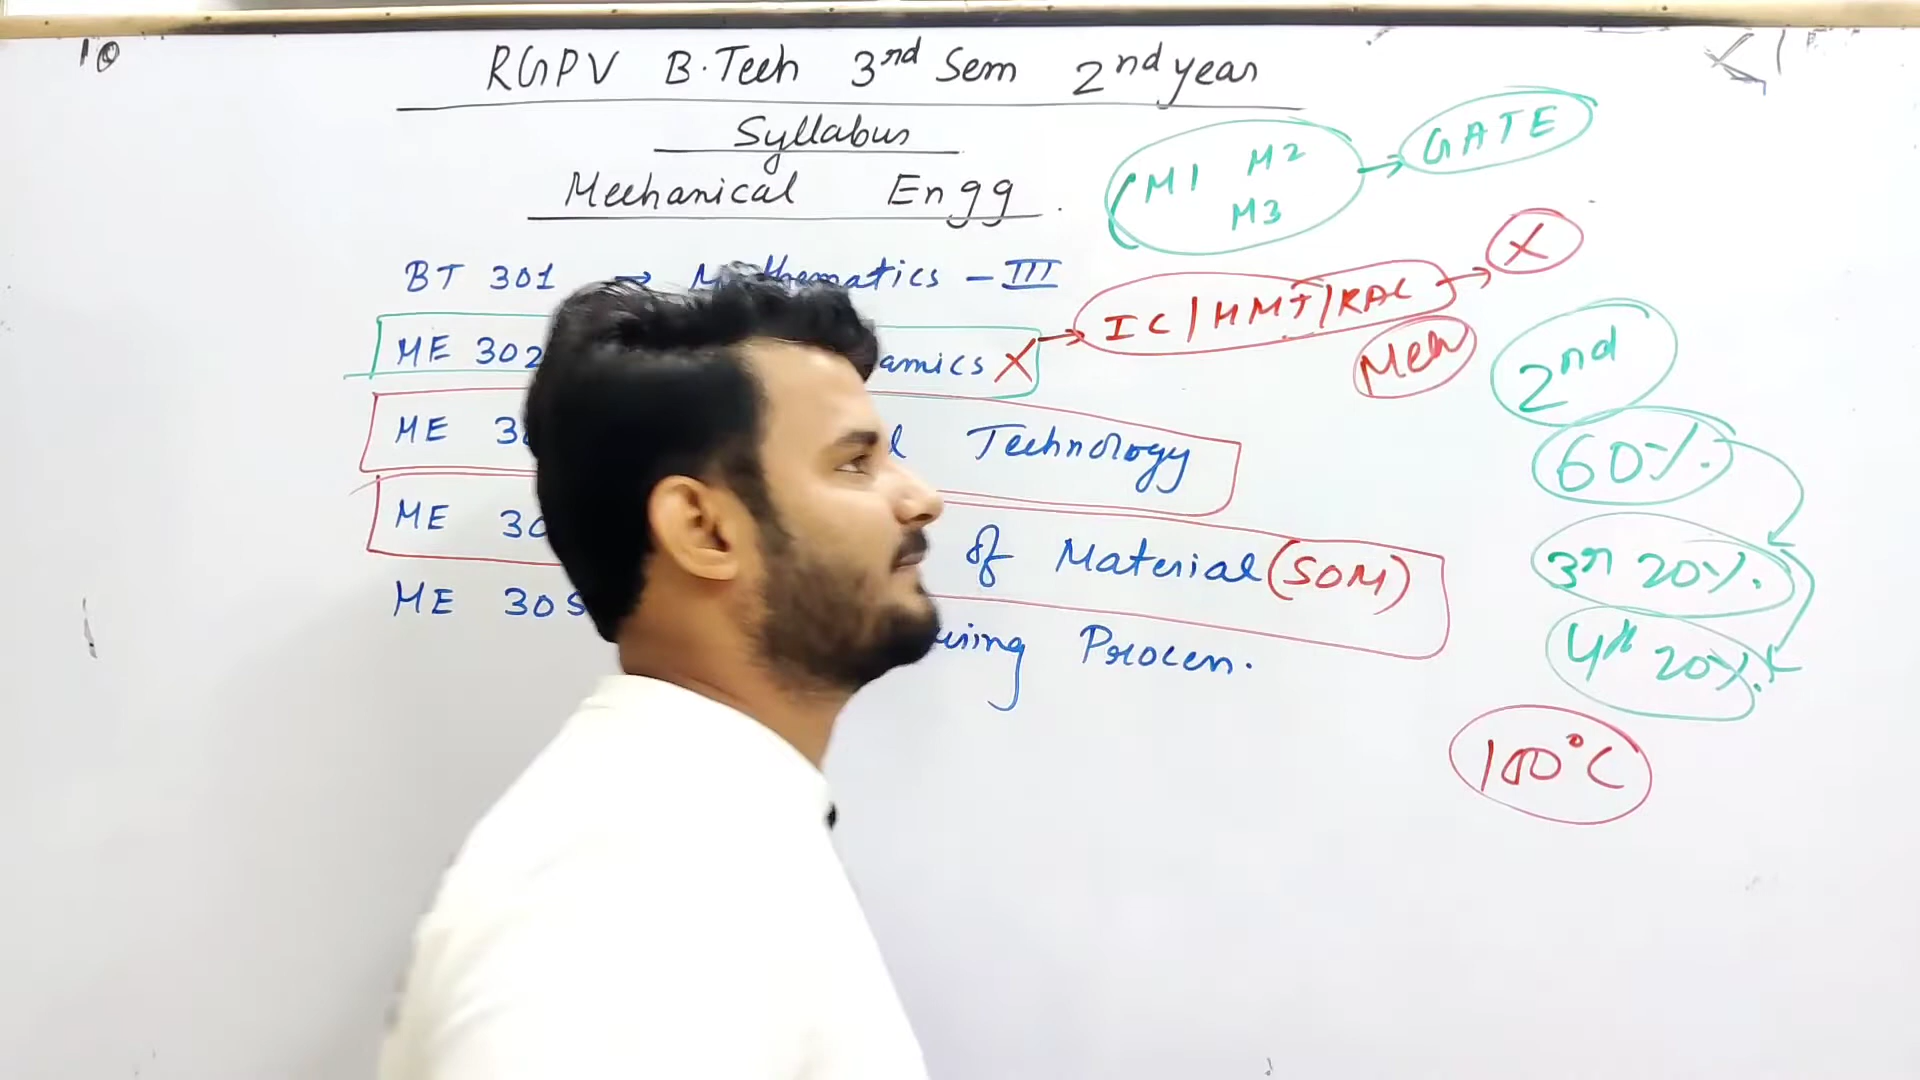 RGPV B.Tech 3rd Sem 2nd year
Syllabus
Mechanical Engg.
M1 M2
M3
→ GATE
BT 301 → Mathematics - III
ME 302
amics X → IC / HMT / RAC → X
Mech
ME 30
Technology
ME 30
of Material (SOM)
ME 305
Process.
2nd
60%.
3rd 20%.
4th 20%.
100°C